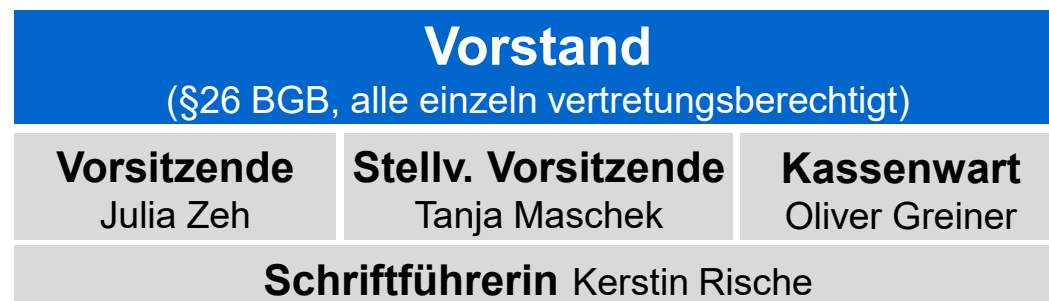 Vorstand
(§26 BGB, alle einzeln vertretungsberechtigt)
Vorsitzende
Julia Zeh
Stellv. Vorsitzende
Tanja Maschek
Kassenwart
Oliver Greiner
Schriftführerin Kerstin Rische